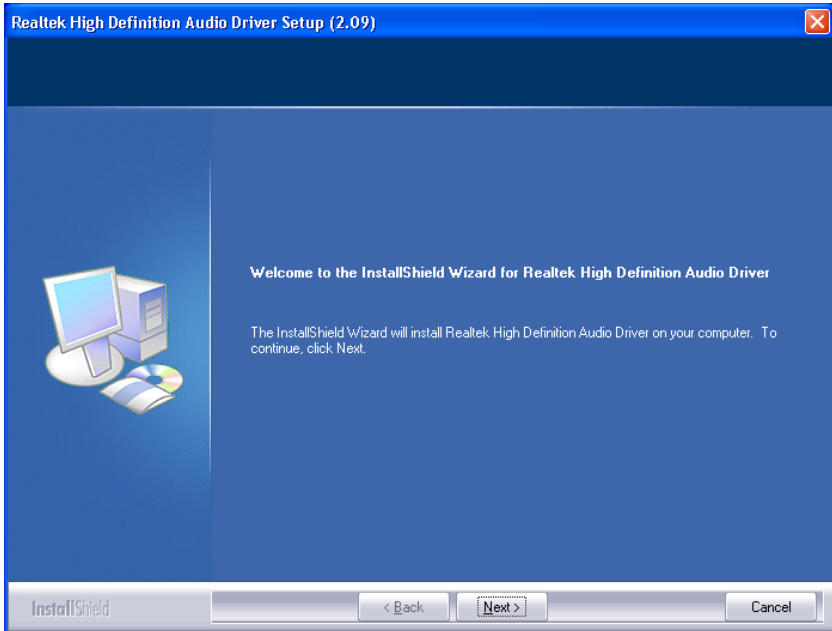 Realtek High Definition Audio Driver Setup (2.09)
Welcome to the InstallShield Wizard for Realtek High Definition Audio Driver
The InstallShield Wizard will install Realtek High Definition Audio Driver on your computer. To
continue, click Next.
InstallShield
< Back
Next >
Cancel